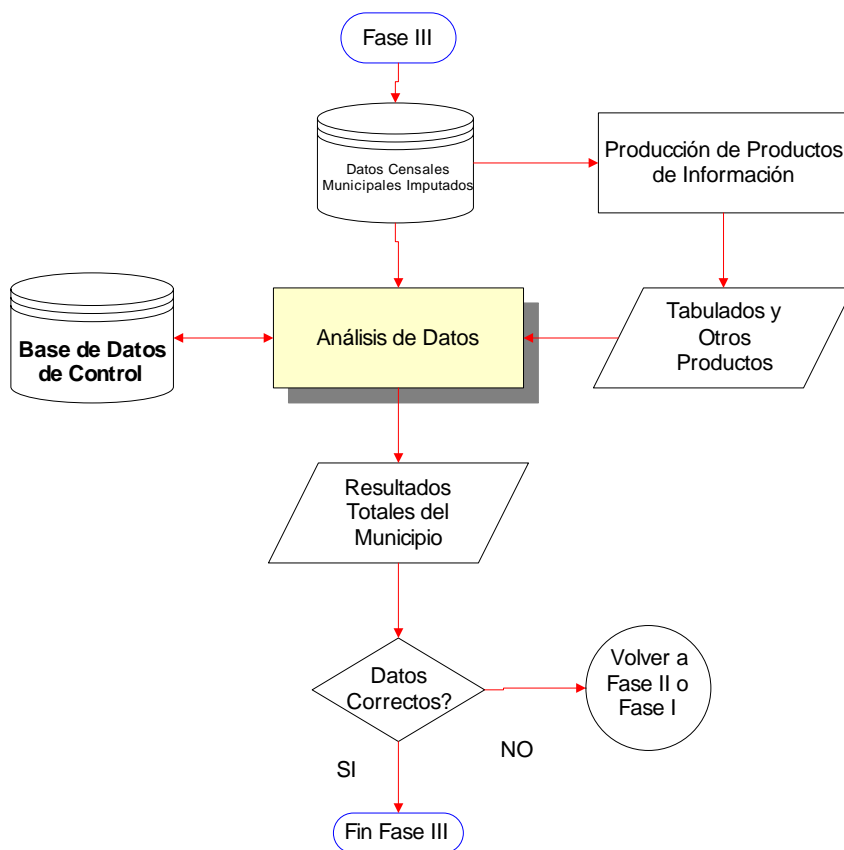 Fase III
Datos Censales
Municipales Imputados
Producción de Productos
de Información
Base de Datos
de Control
Análisis de Datos
Tabulados y
Otros
Productos
Resultados
Totales del
Municipio
Datos
Correctos?
Volver a
Fase II o
Fase I
SI
NO
Fin Fase III